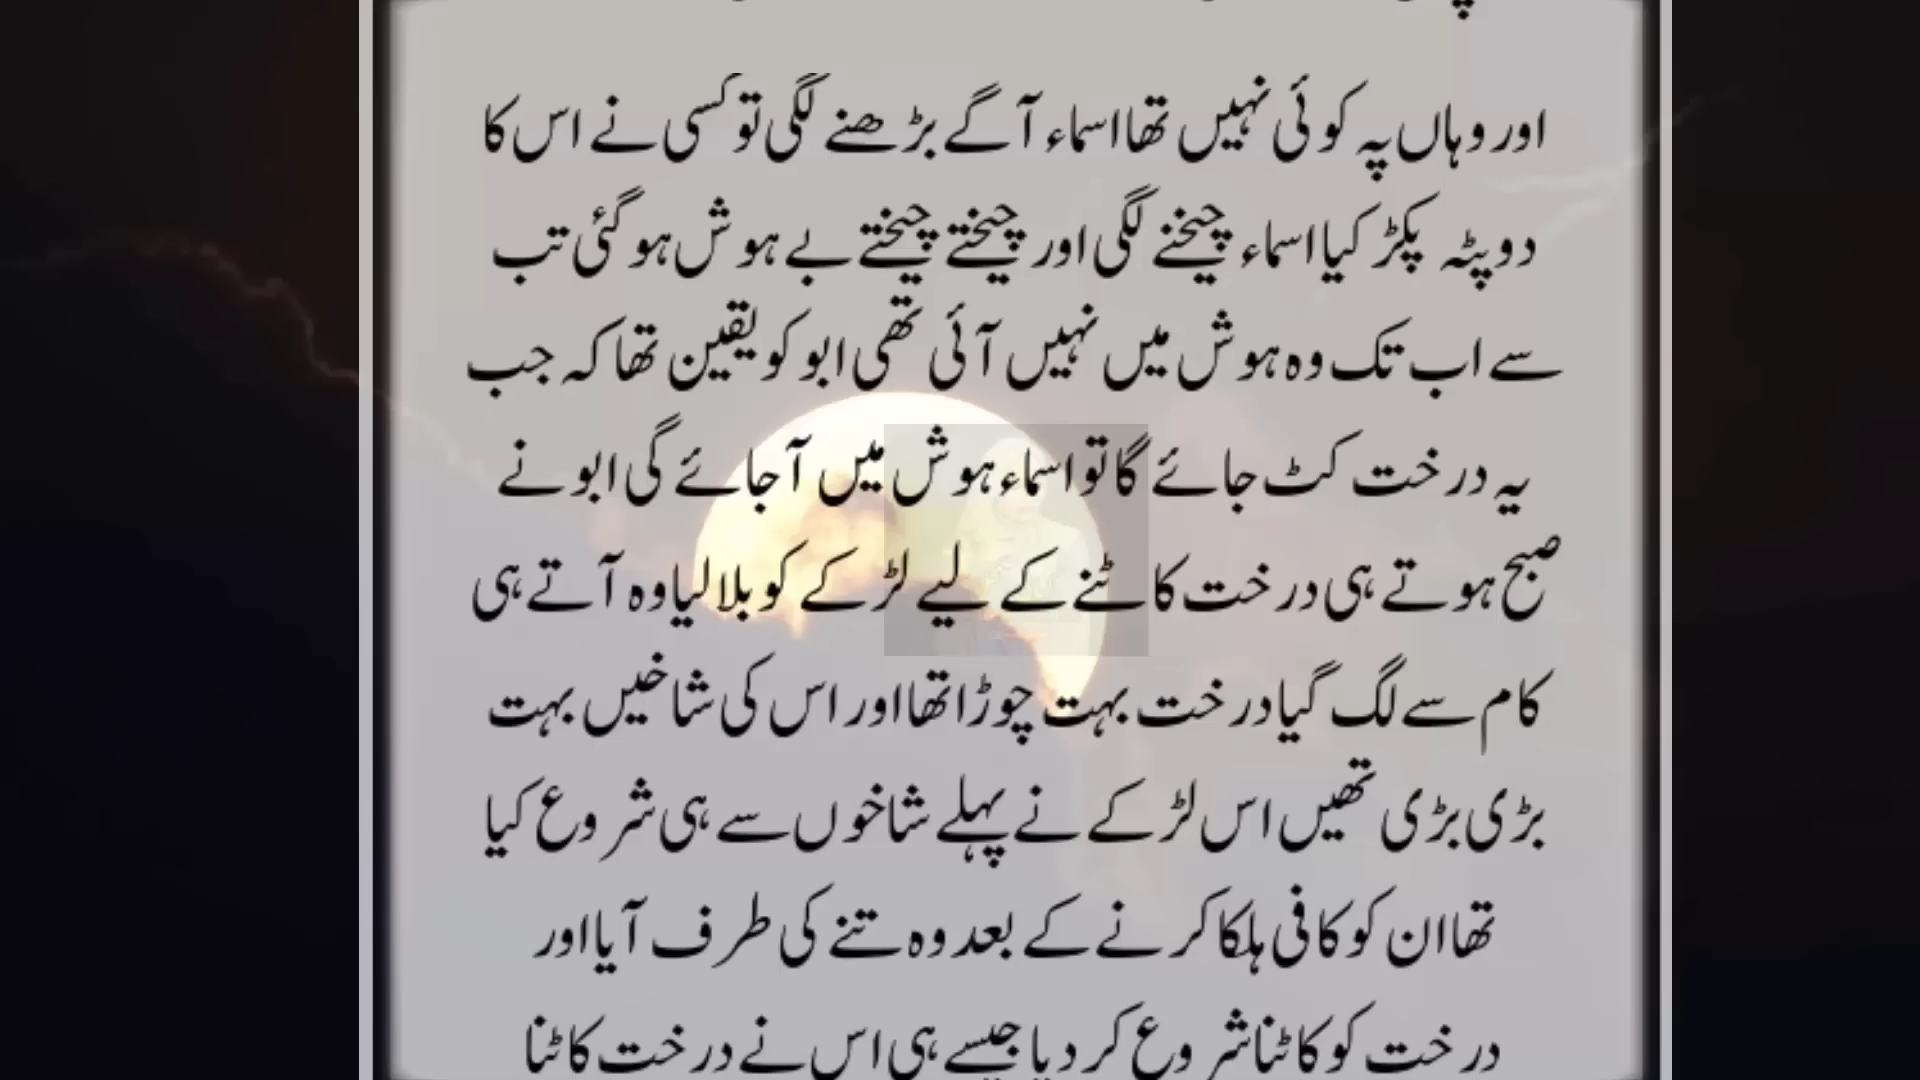 اور وہاں پہ کوئی نہیں تھا اسماء آگے بڑھنے لگی تو کسی نے اس کا
دوپٹہ پکڑ کیا اسماء چیخنے لگی اور چیختے چیختے بے ہوش ہو گئی تب
سے اب تک وہ ہوش میں نہیں آئی تھی ابو کو یقین تھا کہ جب
یہ درخت کٹ جائے گا تو اسماء ہوش میں آ جائے گی ابو نے
صبح ہوتے ہی درخت کاٹنے کے لیے لڑکے کو بلا لیا وہ آتے ہی
کام سے لگ گیا درخت بہت چوڑا تھا اور اس کی شاخیں بہت
بڑی بڑی تھیں اس لڑکے نے پہلے شاخوں سے ہی شروع کیا
تھا ان کو کافی ہلکا کرنے کے بعد وہ تنے کی طرف آیا اور
درخت کو کاٹنا شروع کر دیا جیسے ہی اس نے درخت کاٹنا